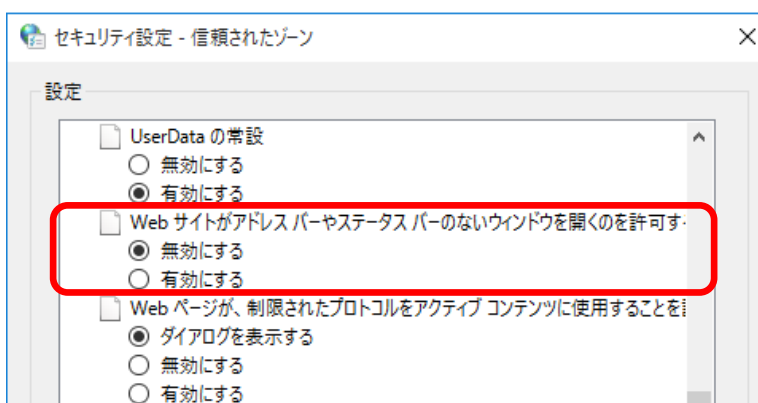 セキュリティ設定 - 信頼されたゾーン
設定
UserData の常設
無効にする
有効にする
Web サイトがアドレス バーやステータス バーのないウィンドウを開くのを許可す
無効にする
有効にする
Web ページが、制限されたプロトコルをアクティブ コンテンツに使用することを
ダイアログを表示する
無効にする
有効にする